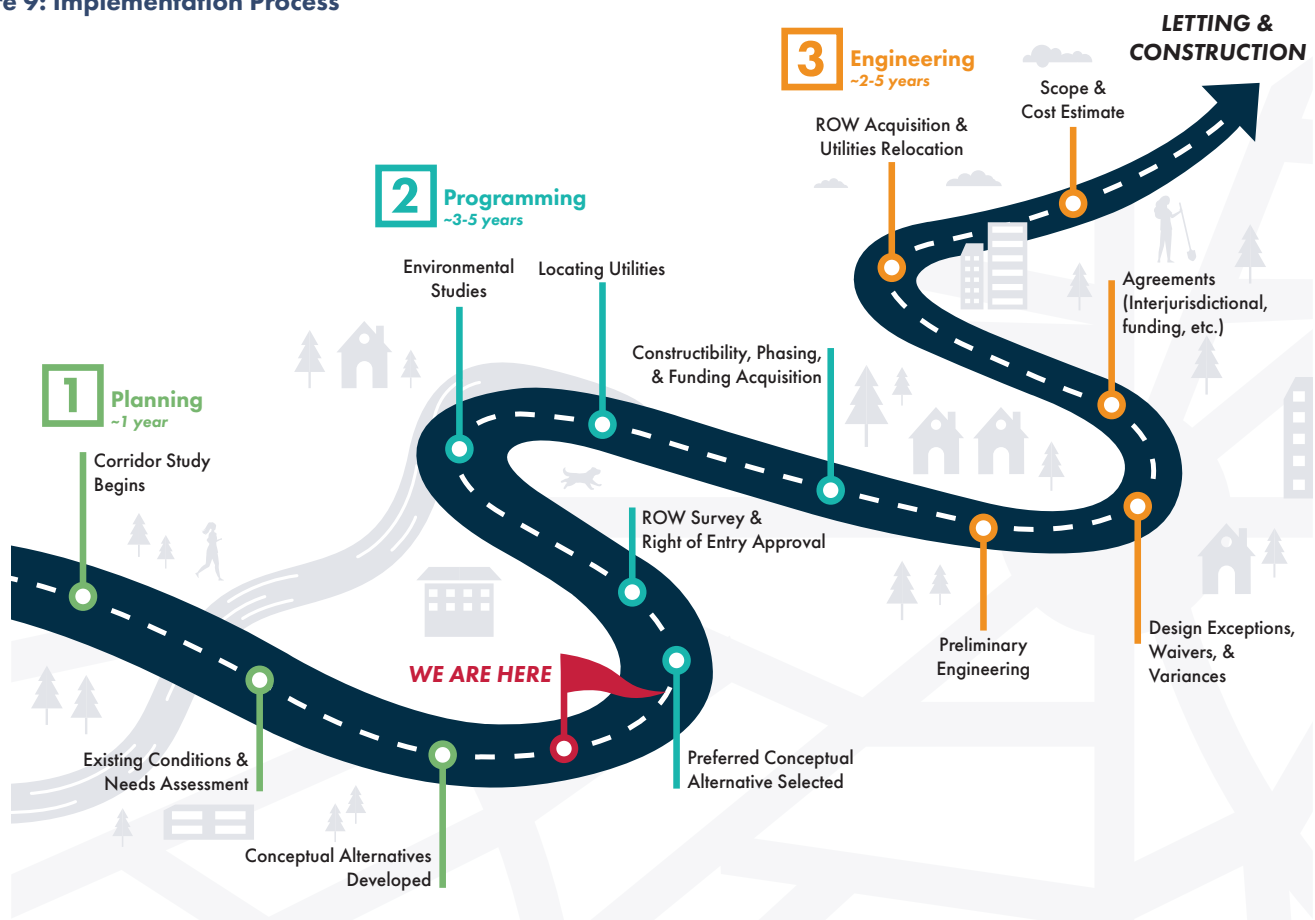 re 9: Implementation Process
LETTING &
CONSTRUCTION
3
Engineering
~2-5 years
Scope &
Cost Estimate
ROW Acquisition &
Utilities Relocation
2
Programming
~3-5 years
Environmental
Studies
Locating Utilities
Agreements
(Interjurisdictional,
funding, etc.)
Constructibility, Phasing,
& Funding Acquisition
1
Planning
~1 year
Corridor Study
Begins
ROW Survey &
Right of Entry Approval
Preliminary
Engineering
Design Exceptions,
Waivers, &
Variances
WE ARE HERE
Existing Conditions &
Needs Assessment
Preferred Conceptual
Alternative Selected
Conceptual Alternatives
Developed